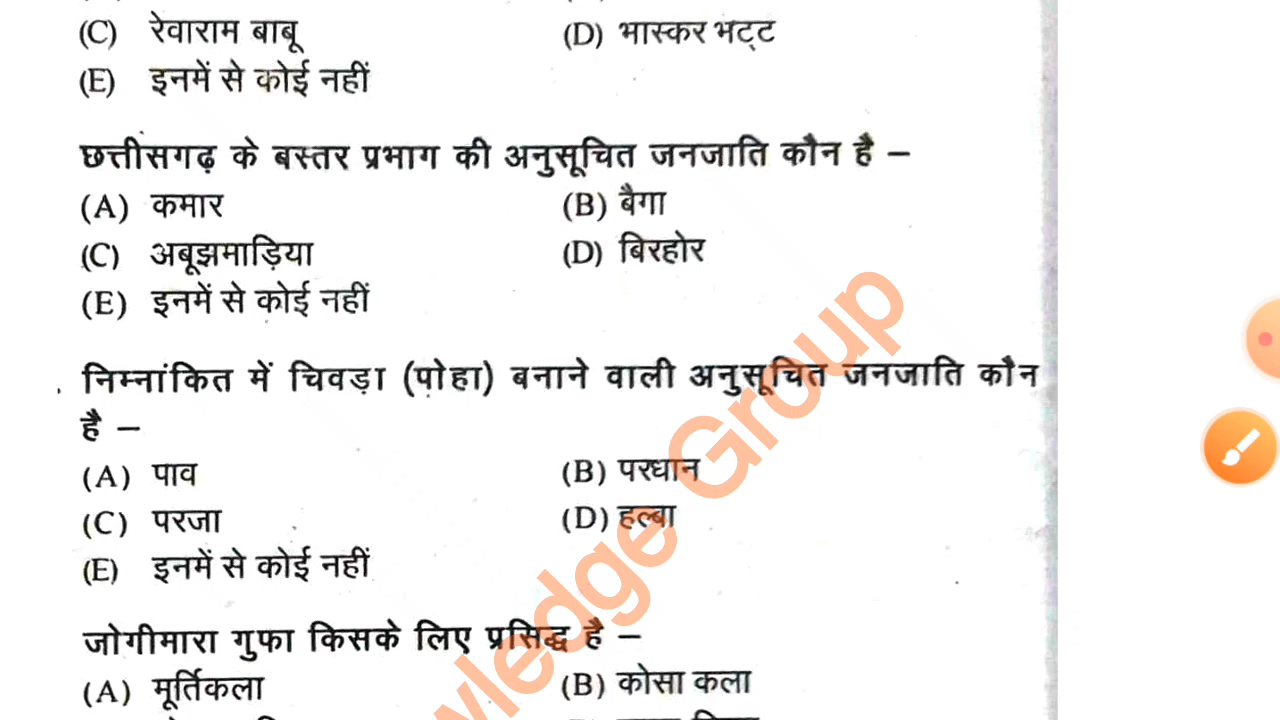 (C) रेवाराम बाबू (D) भास्कर भट्ट
(E) इनमें से कोई नहीं
छत्तीसगढ़ के बस्तर प्रभाग की अनुसूचित जनजाति कौन है –
(A) कमार (B) बैगा
(C) अबूझमाड़िया (D) बिरहोर
(E) इनमें से कोई नहीं
निम्नांकित में चिवड़ा (पोहा) बनाने वाली अनुसूचित जनजाति कौन
है –
(A) पाव (B) परधान
(C) परजा (D) हल्बा
(E) इनमें से कोई नहीं
जोगीमारा गुफा किसके लिए प्रसिद्ध है –
(A) मूर्तिकला (B) कोसा कला
Group